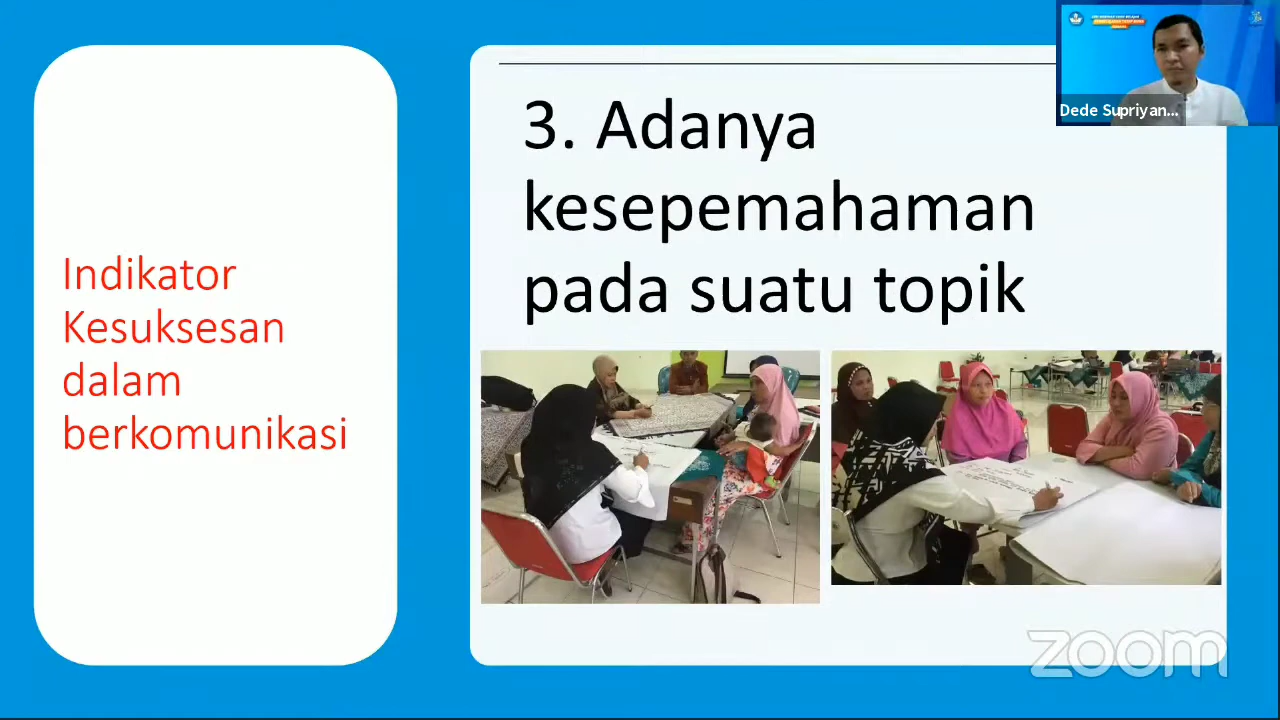 Indikator
Kesuksesan
dalam
berkomunikasi
3. Adanya
kesepemahaman
pada suatu topik
Dede Supriyan...
zoom